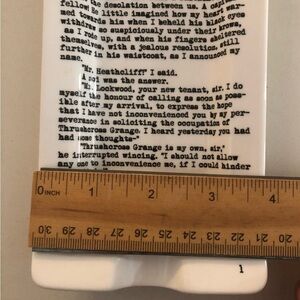 the desolation between us. A capital
fellow! He little imagined how my heart
warmed towards him when I beheld his black eyes
withdraw so suspiciously under their brows,
as I rode up, and when his fingers sheltered
themselves, with a jealous resolution, still
further in his waistcoat, as I announced my
name.
"Mr. Heathcliff?" I said.
A nod was the answer.
"Mr. Lockwood, your new tenant, sir. I do
myself the honour of calling as soon as possible
after my arrival, to express the hope
that I have not inconvenienced you by my perseverance
in soliciting the occupation of
Thrushcross Grange. I heard yesterday you had
had some thoughts—"
"Thrushcross Grange is my own, sir,"
he interrupted wincing. "I should not allow
any one to inconvenience me, if I could hinder
0 INCH 1 2 3 4
30 29 28 27 26 25 24 23 22 21 20
1